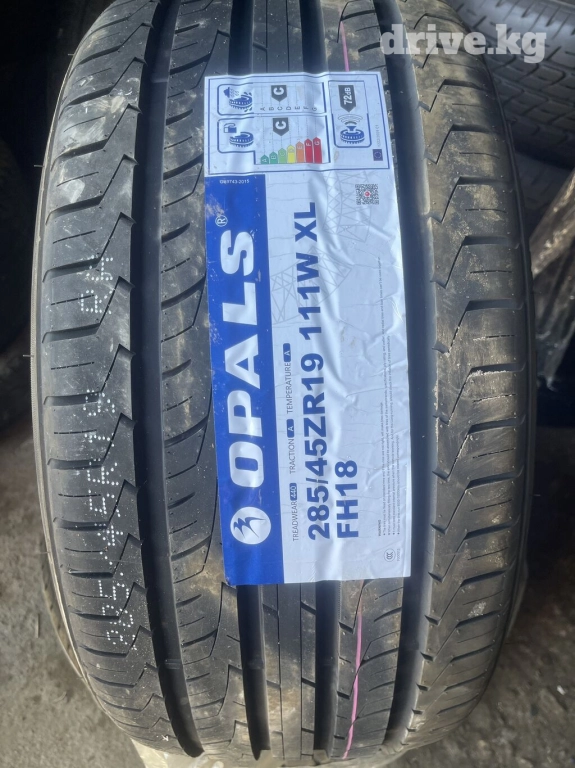 drive.kg
C
C
A B C D E F G
72dB
OPALS®
TREADWEAR 440 TRACTION A TEMPERATURE A
285/45ZR19 111W XL
FH18